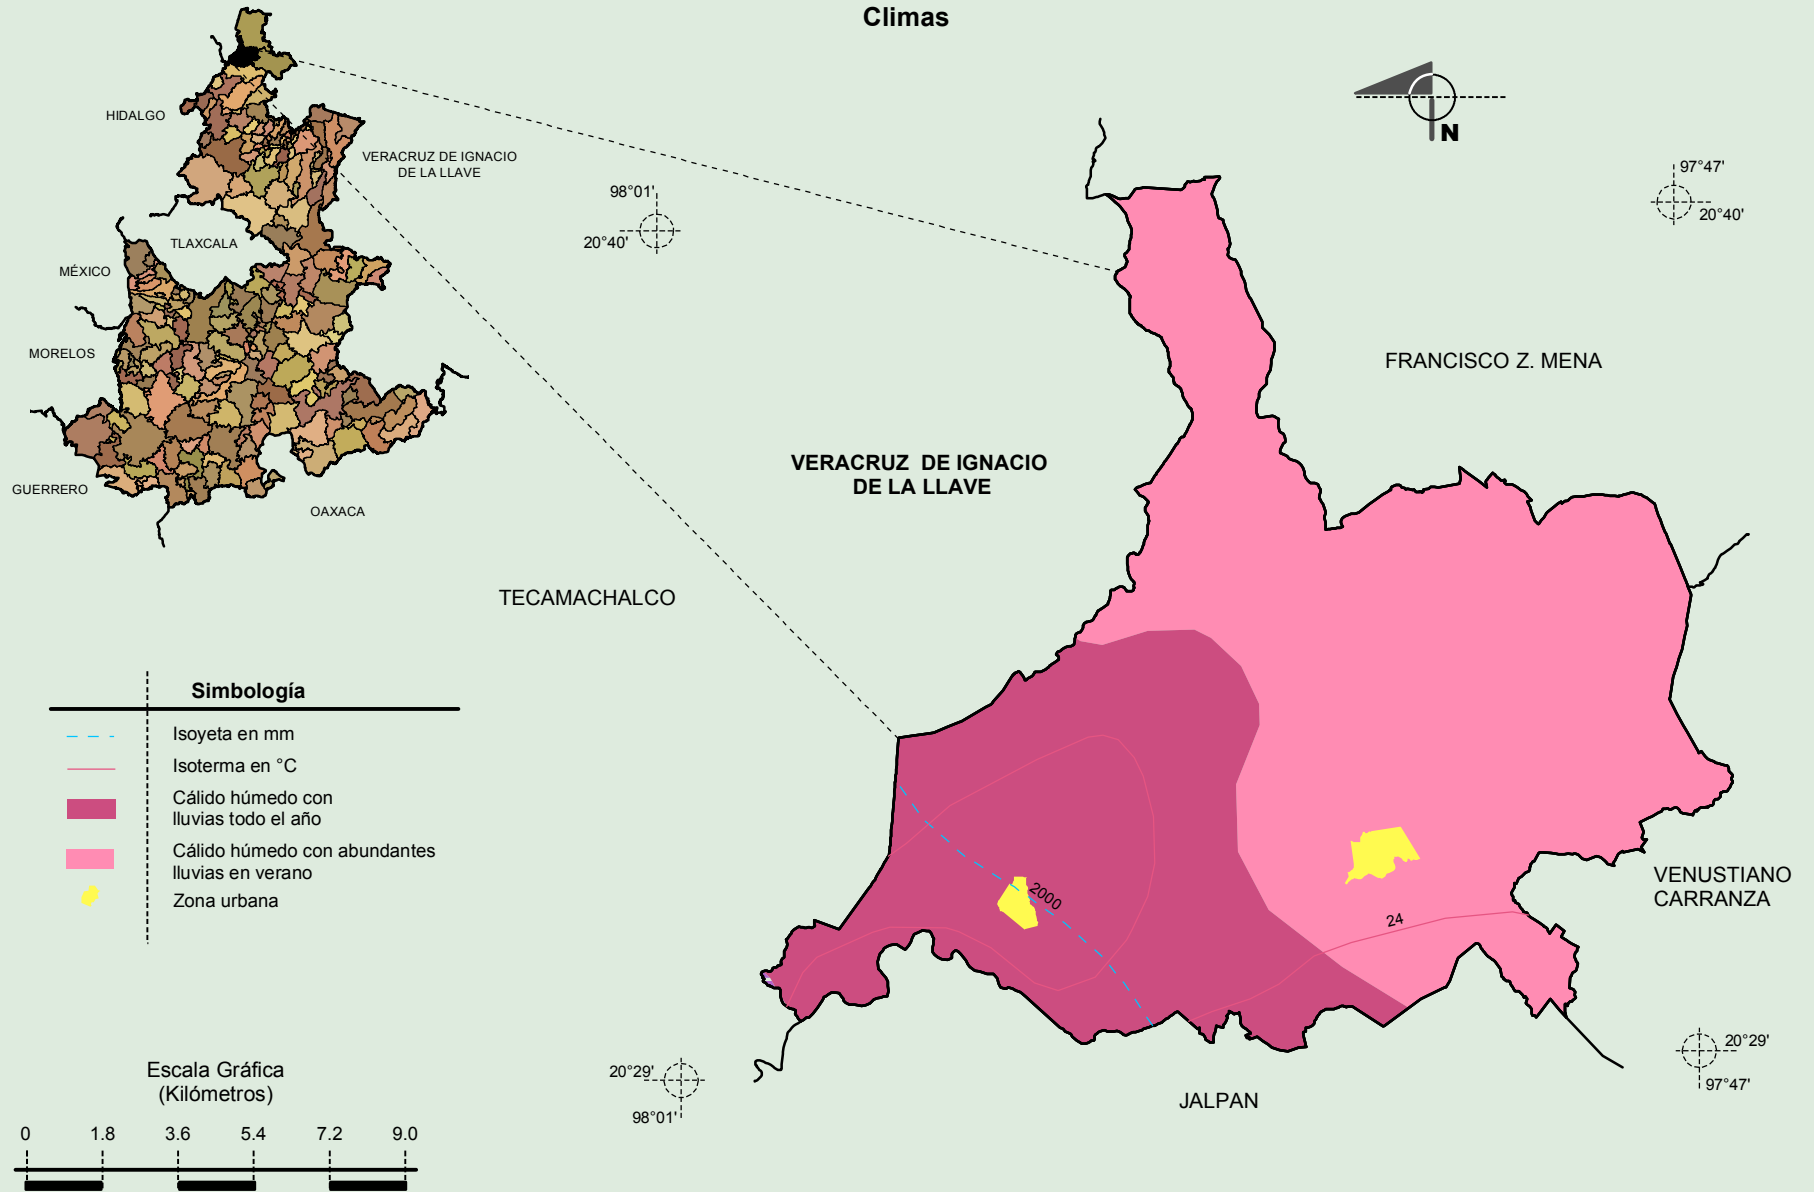 Climas
HIDALGO
VERACRUZ DE IGNACIO
DE LA LLAVE
TLAXCALA
MÉXICO
MORELOS
GUERRERO
OAXACA
N
98°01'
20°40'
97°47'
20°40'
FRANCISCO Z. MENA
VERACRUZ DE IGNACIO
DE LA LLAVE
TECAMACHALCO
Simbología
Isoyeta en mm
Isoterma en °C
Cálido húmedo con
lluvias todo el año
Cálido húmedo con abundantes
lluvias en verano
Zona urbana
2000
24
VENUSTIANO
CARRANZA
20°29'
98°01'
20°29'
97°47'
JALPAN
Escala Gráfica
(Kilómetros)
0 1.8 3.6 5.4 7.2 9.0